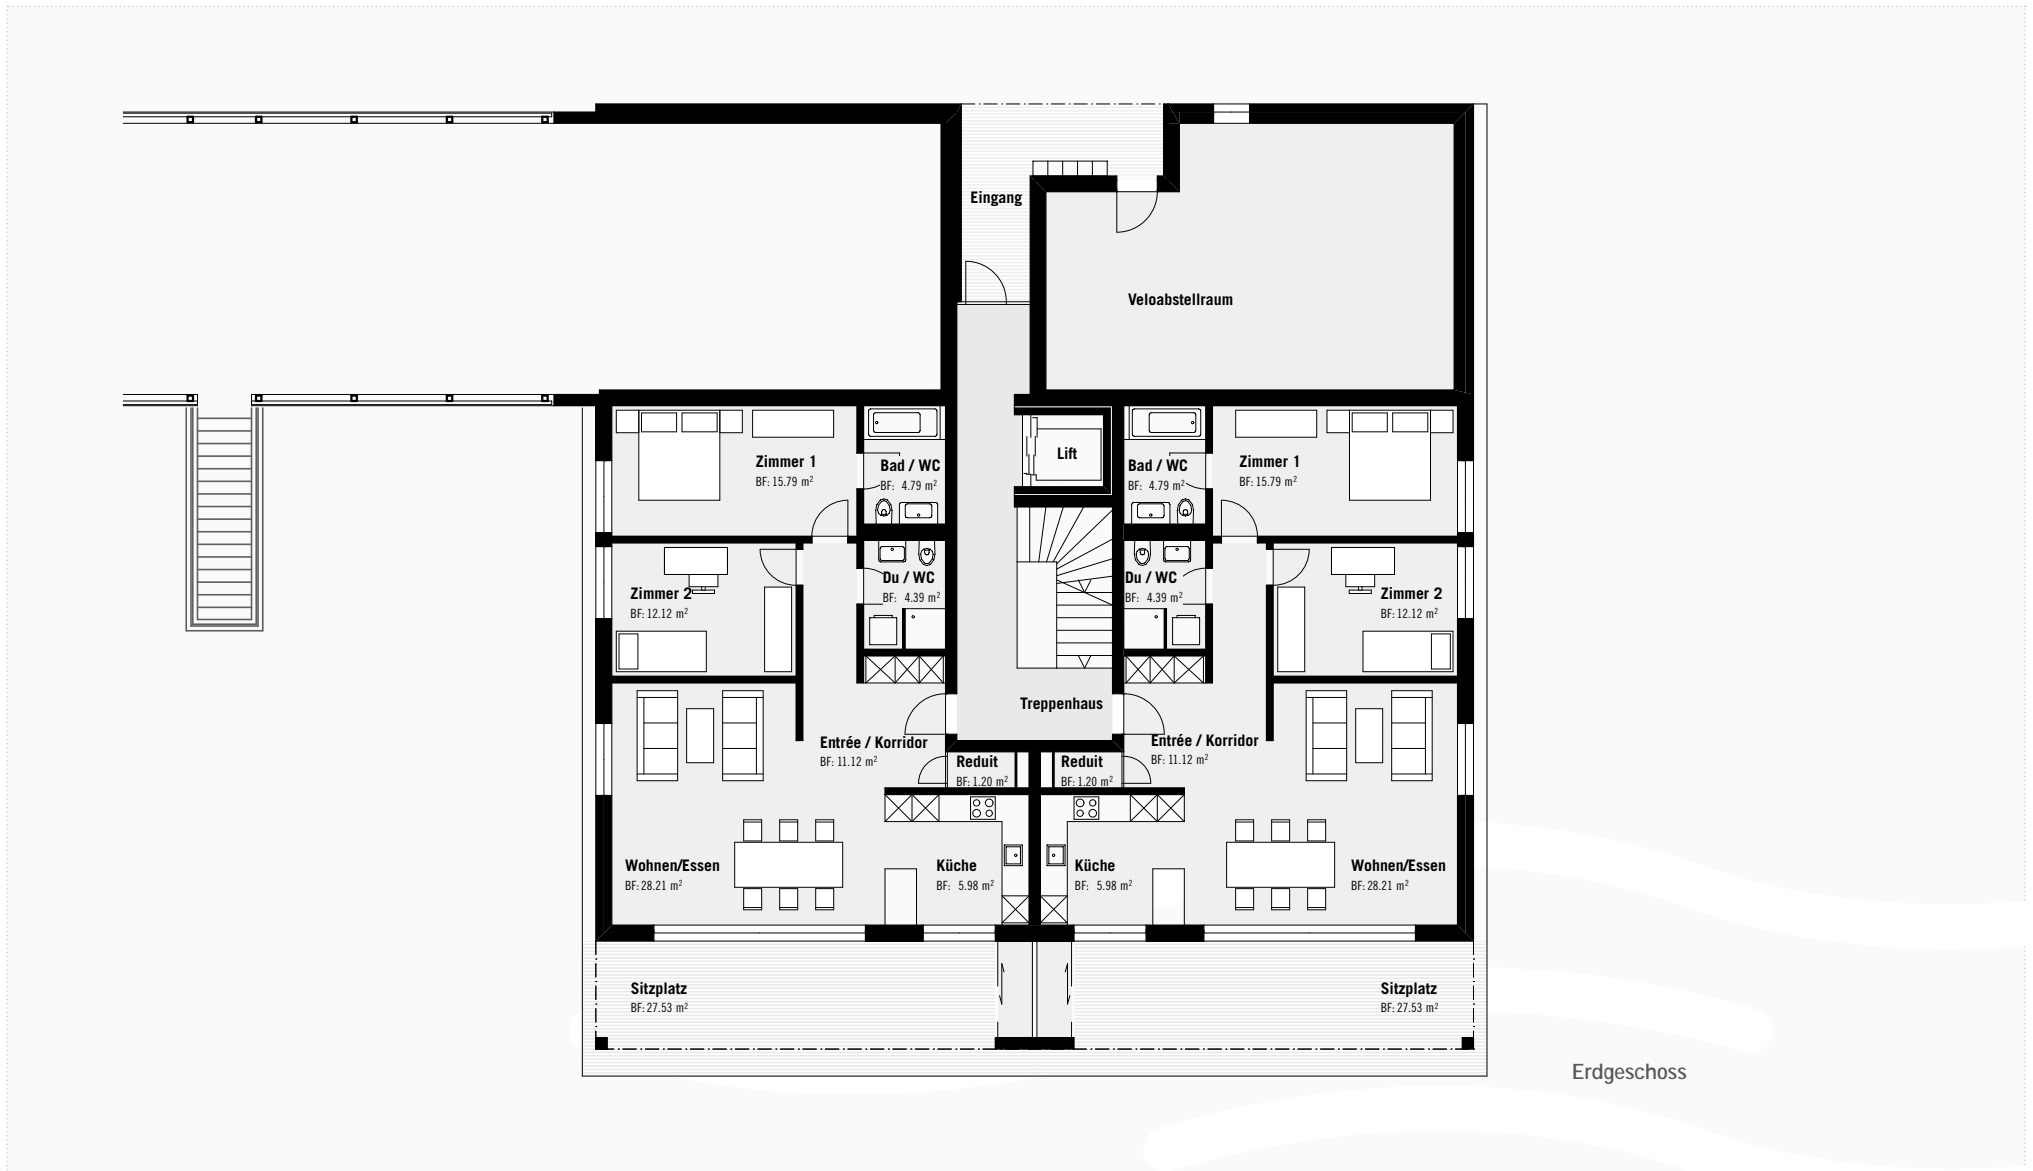 Eingang
Veloabstellraum
Zimmer 1
BF: 15.79 m²
Bad / WC
BF: 4.79 m²
Lift
Bad / WC
BF: 4.79 m²
Zimmer 1
BF: 15.79 m²
Zimmer 2
BF: 12.12 m²
Du / WC
BF: 4.39 m²
Du / WC
BF: 4.39 m²
Zimmer 2
BF: 12.12 m²
Treppenhaus
Entrée / Korridor
BF: 11.12 m²
Reduit
BF: 1.20 m²
Reduit
BF: 1.20 m²
Entrée / Korridor
BF: 11.12 m²
Wohnen/Essen
BF: 28.21 m²
Küche
BF: 5.98 m²
Küche
BF: 5.98 m²
Wohnen/Essen
BF: 28.21 m²
Sitzplatz
BF: 27.53 m²
Sitzplatz
BF: 27.53 m²
Erdgeschoss